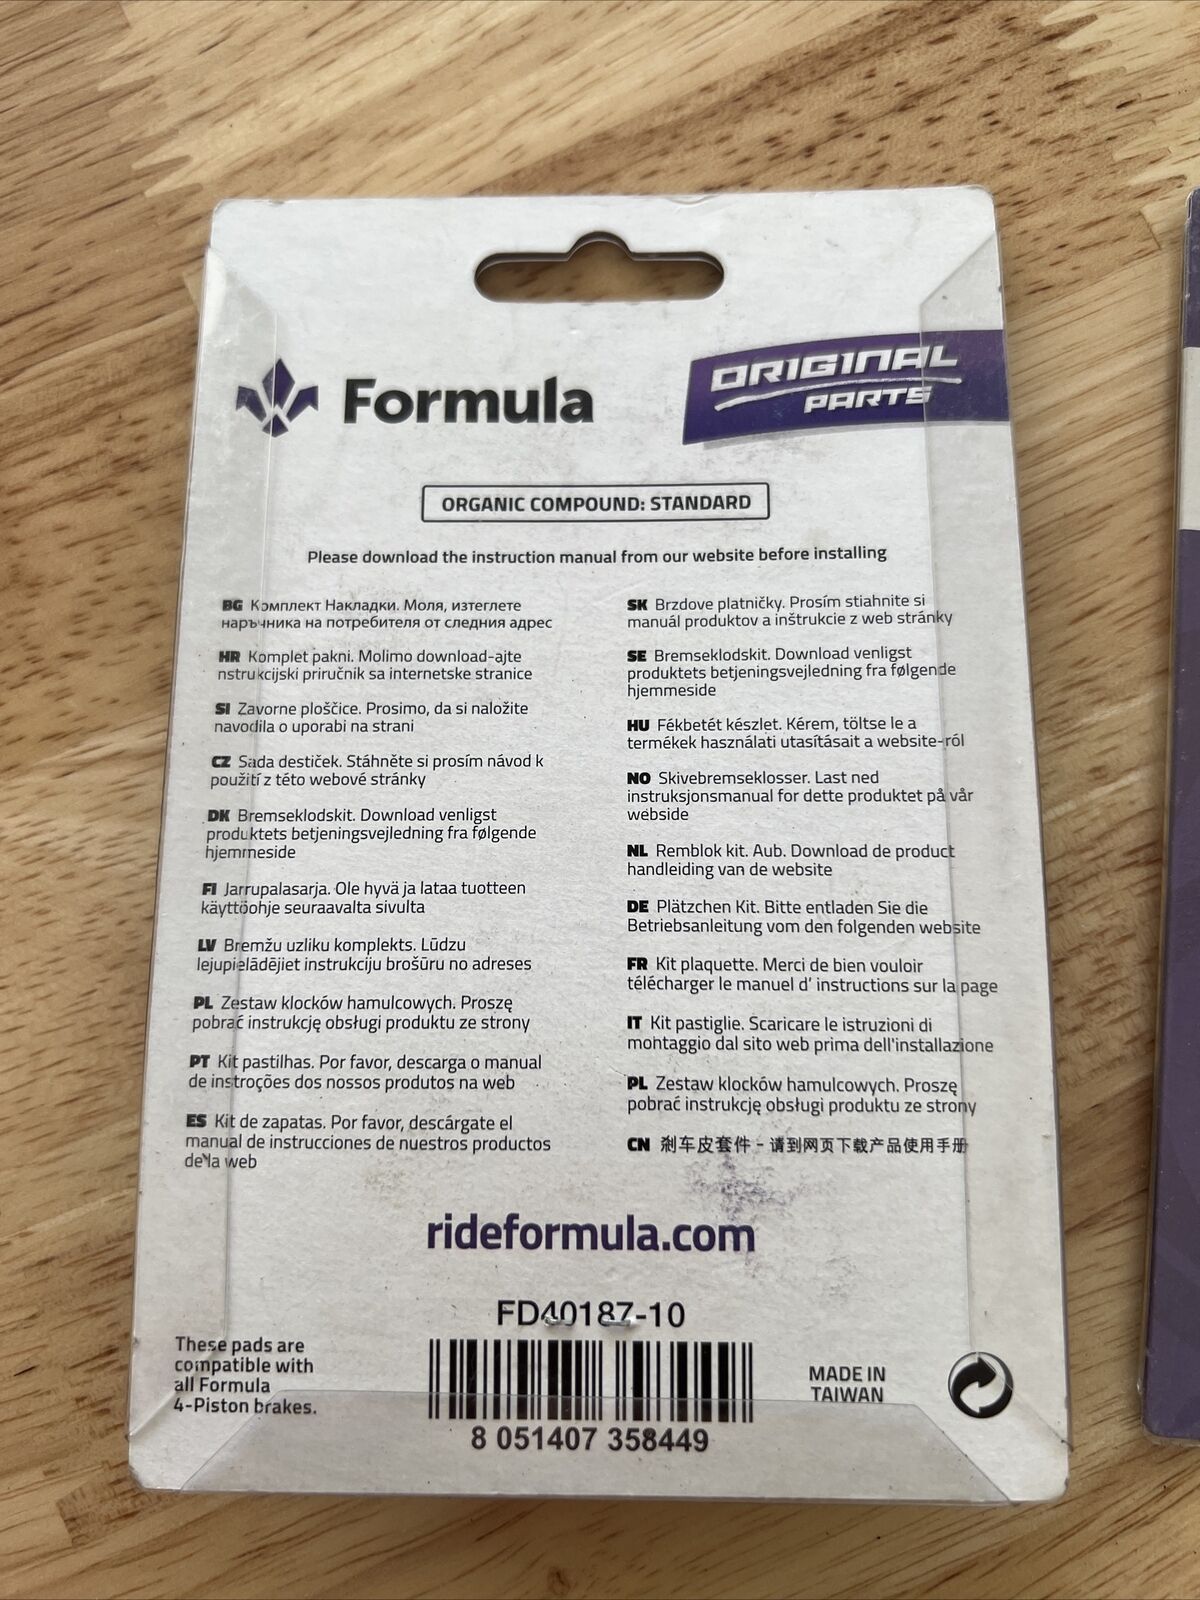 Formula
ORIGINAL
PARTS
ORGANIC COMPOUND: STANDARD
Please download the instruction manual from our website before installing
BG Комплект Накладки. Моля, изтеглете
наръчника на потребителя от следния адрес
HR Komplet pakni. Molimo download-ajte
nstrukcijski priručnik sa internetske stranice
SI Zavorne ploščice. Prosimo, da si naložite
navodila o uporabi na strani
CZ Sada destiček. Stáhněte si prosím návod k
použití z této webové stránky
DK Bremseklodskit. Download venligst
produktets betjeningsvejledning fra følgende
hjemmeside
FI Jarrupalasarja. Ole hyvä ja lataa tuotteen
käyttöohje seuraavalta sivulta
LV Bremžu uzliku komplekts. Lūdzu
lejupielādējiet instrukciju brošūru no adreses
PL Zestaw klocków hamulcowych. Proszę
pobrać instrukcję obsługi produktu ze strony
PT Kit pastilhas. Por favor, descarga o manual
de instroções dos nossos produtos na web
ES Kit de zapatas. Por favor, descárgate el
manual de instrucciones de nuestros productos
de la web
SK Brzdove platničky. Prosím stiahnite si
manuál produktov a inštrukcie z web stránky
SE Bremseklodskit. Download venligst
produktets betjeningsvejledning fra følgende
hjemmeside
HU Fékbetét készlet. Kérem, töltse le a
termékek használati utasításait a website-ról
NO Skivebremseklosser. Last ned
instruksjonsmanual for dette produktet på vår
webside
NL Remblok kit. Aub. Download de product
handleiding van de website
DE Plätzchen Kit. Bitte entladen Sie die
Betriebsanleitung vom den folgenden website
FR Kit plaquette. Merci de bien vouloir
télécharger le manuel d' instructions sur la page
IT Kit pastiglie. Scaricare le istruzioni di
montaggio dal sito web prima dell'installazione
PL Zestaw klocków hamulcowych. Proszę
pobrać instrukcję obsługi produktu ze strony
CN 刹车皮套件 - 请到网页下载产品使用手册
rideformula.com
FD40187-10
These pads are
compatible with
all Formula
4-Piston brakes.
8 051407 358449
MADE IN
TAIWAN